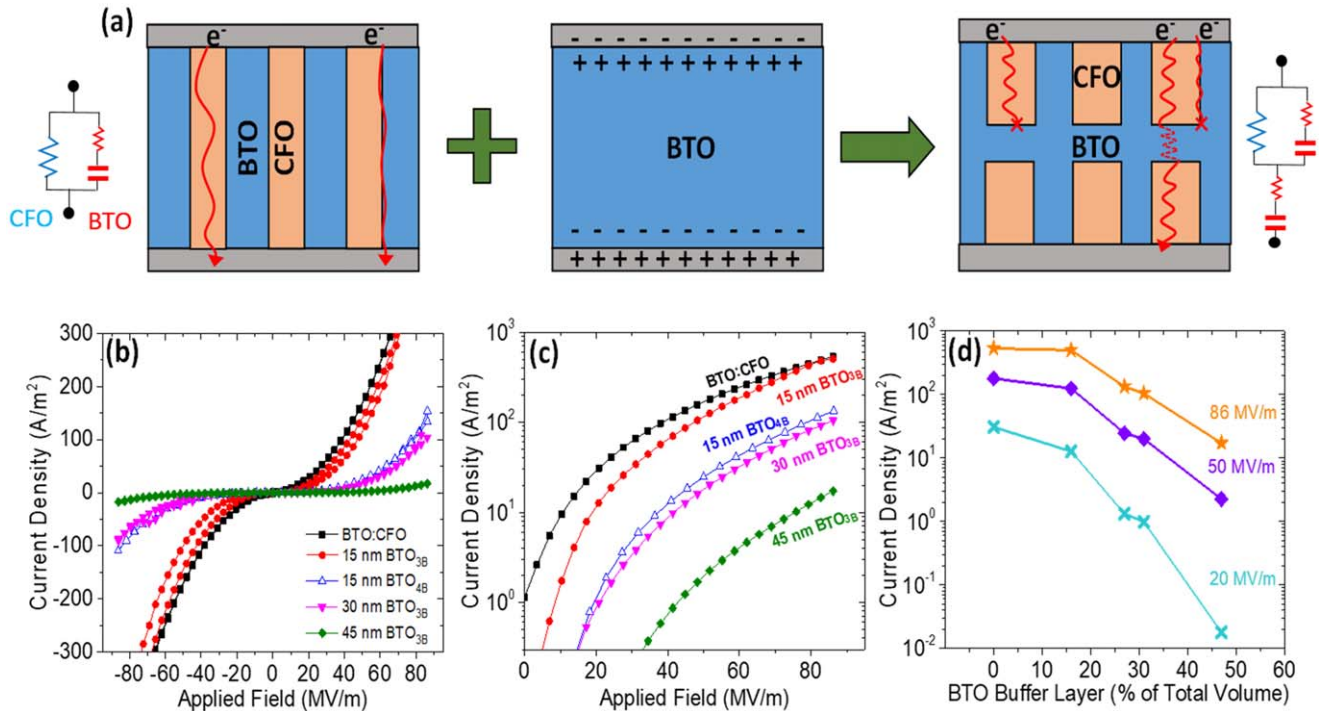 (a)
e⁻ e⁻
BTO CFO
CFO BTO
- - - - - - - - - -
+ + + + + + + + + +
BTO
- - - - - - - - - -
+ + + + + + + + + +
e⁻ e⁻ e⁻
CFO
BTO
(b)
Current Density (A/m²)
300
200
100
0
-100
-200
-300
-80 -60 -40 -20 0 20 40 60 80
Applied Field (MV/m)
BTO:CFO
15 nm BTO₃B
15 nm BTO₄B
30 nm BTO₃B
45 nm BTO₃B
(c)
Current Density (A/m²)
10³
10²
10¹
10⁰
0 20 40 60 80
Applied Field (MV/m)
BTO:CFO
15 nm BTO₃B
15 nm BTO₄B
30 nm BTO₃B
45 nm BTO₃B
(d)
Current Density (A/m²)
10³
10²
10¹
10⁰
10⁻¹
10⁻²
0 10 20 30 40 50 60
BTO Buffer Layer (% of Total Volume)
86 MV/m
50 MV/m
20 MV/m